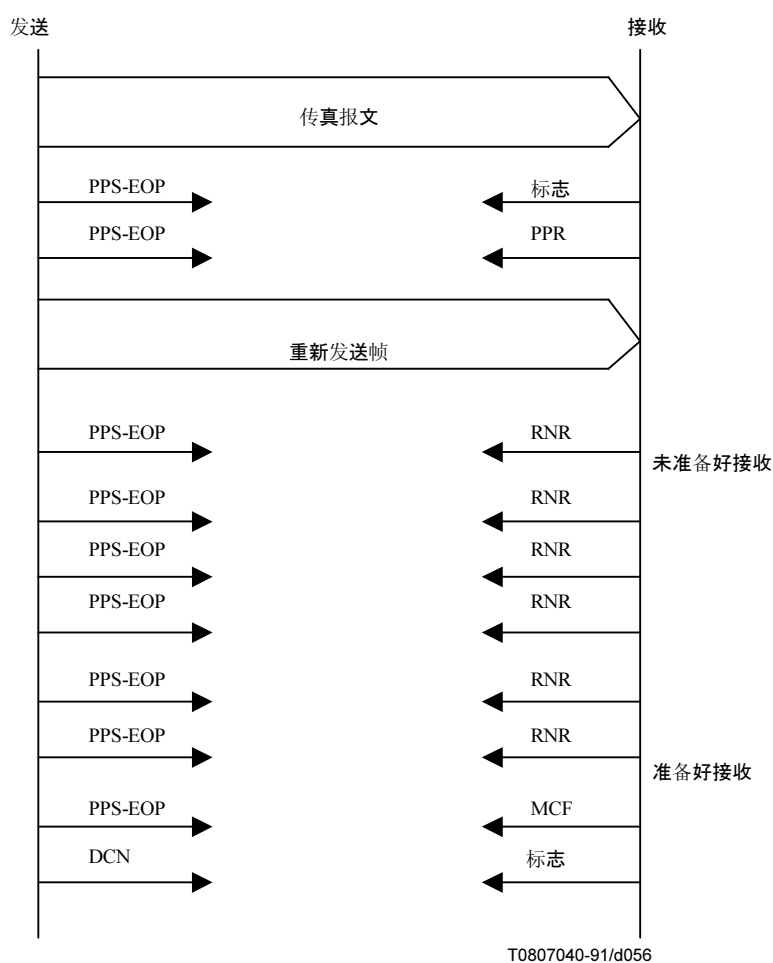 发送 接收
传真报文
PPS-EOP 标志
PPS-EOP PPR
重新发送帧
PPS-EOP RNR
未准备好接收
PPS-EOP RNR
PPS-EOP RNR
PPS-EOP RNR
PPS-EOP RNR
PPS-EOP RNR
准备好接收
PPS-EOP MCF
DCN 标志
T0807040-91/d056